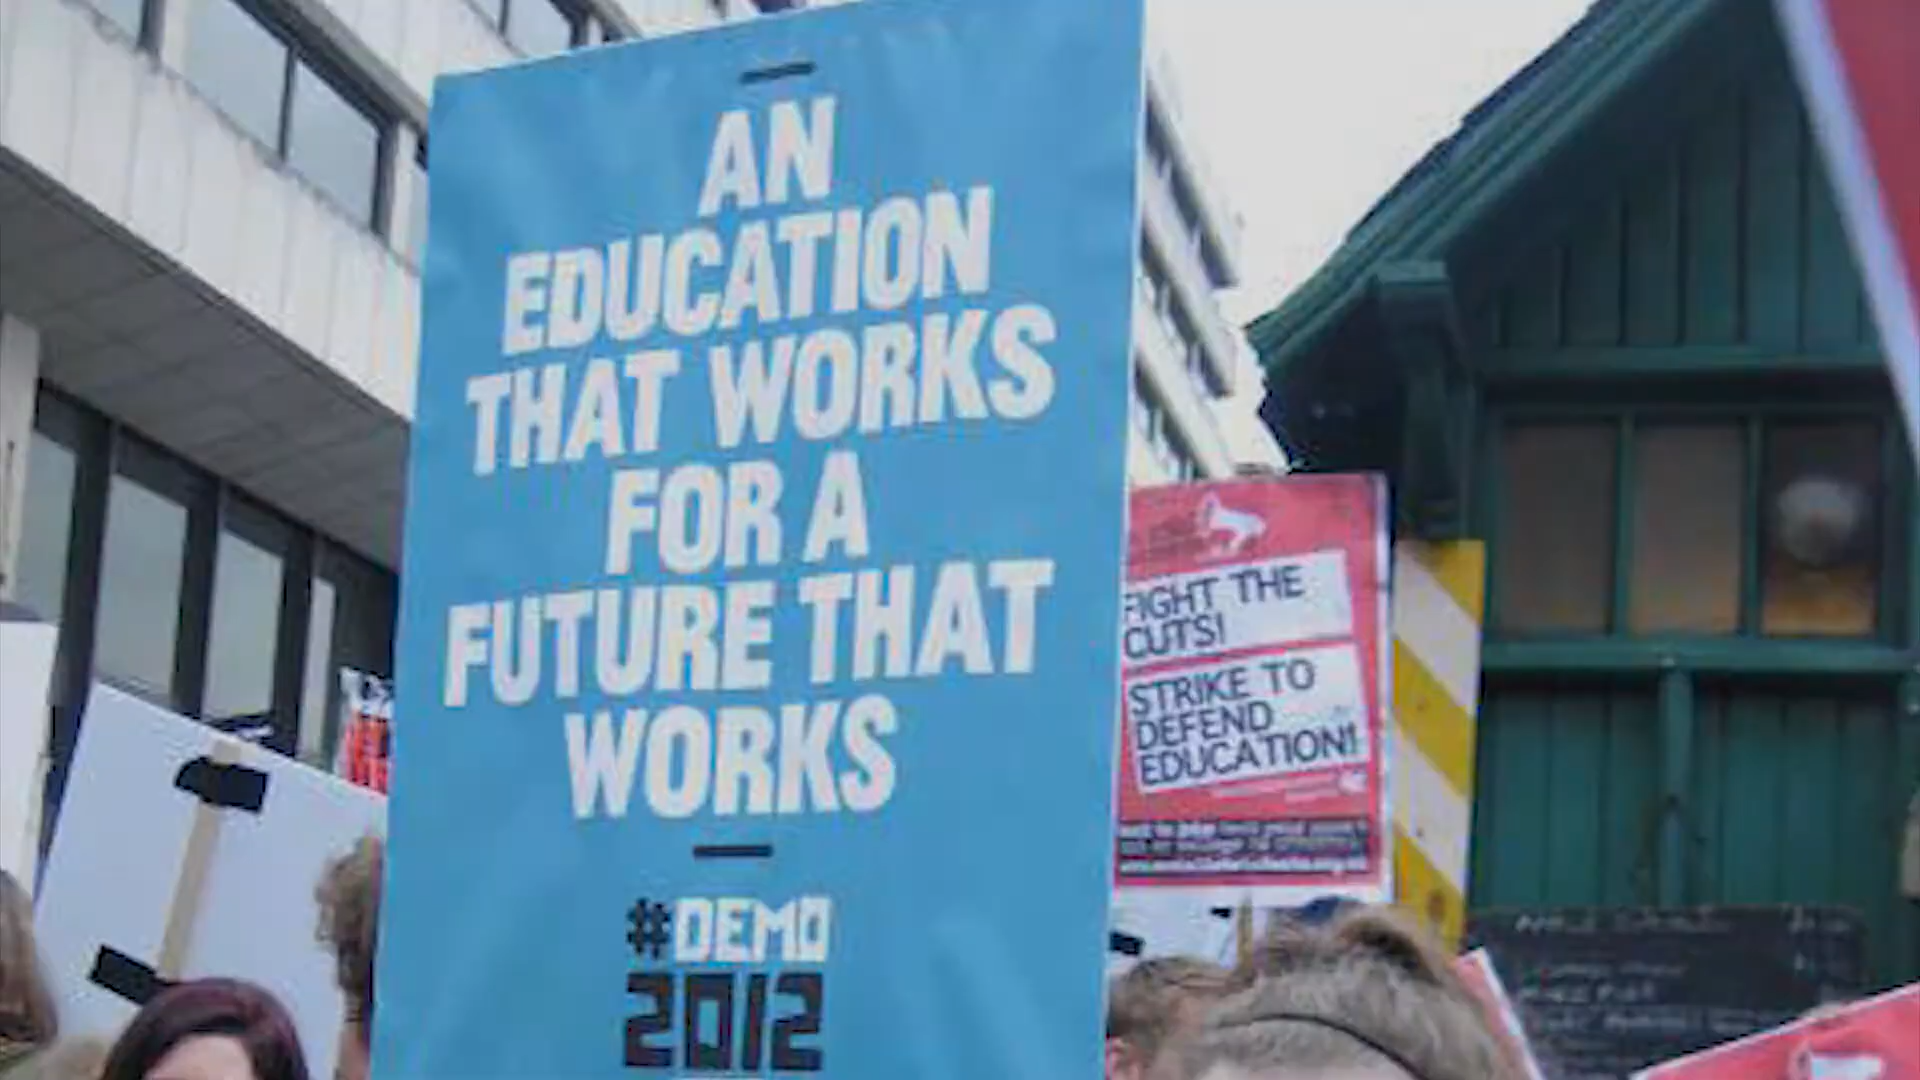 AN
EDUCATION
THAT WORKS
FOR A
FUTURE THAT
WORKS
#DEMO
2012
FIGHT THE
CUTS!
STRIKE TO
DEFEND
EDUCATION!